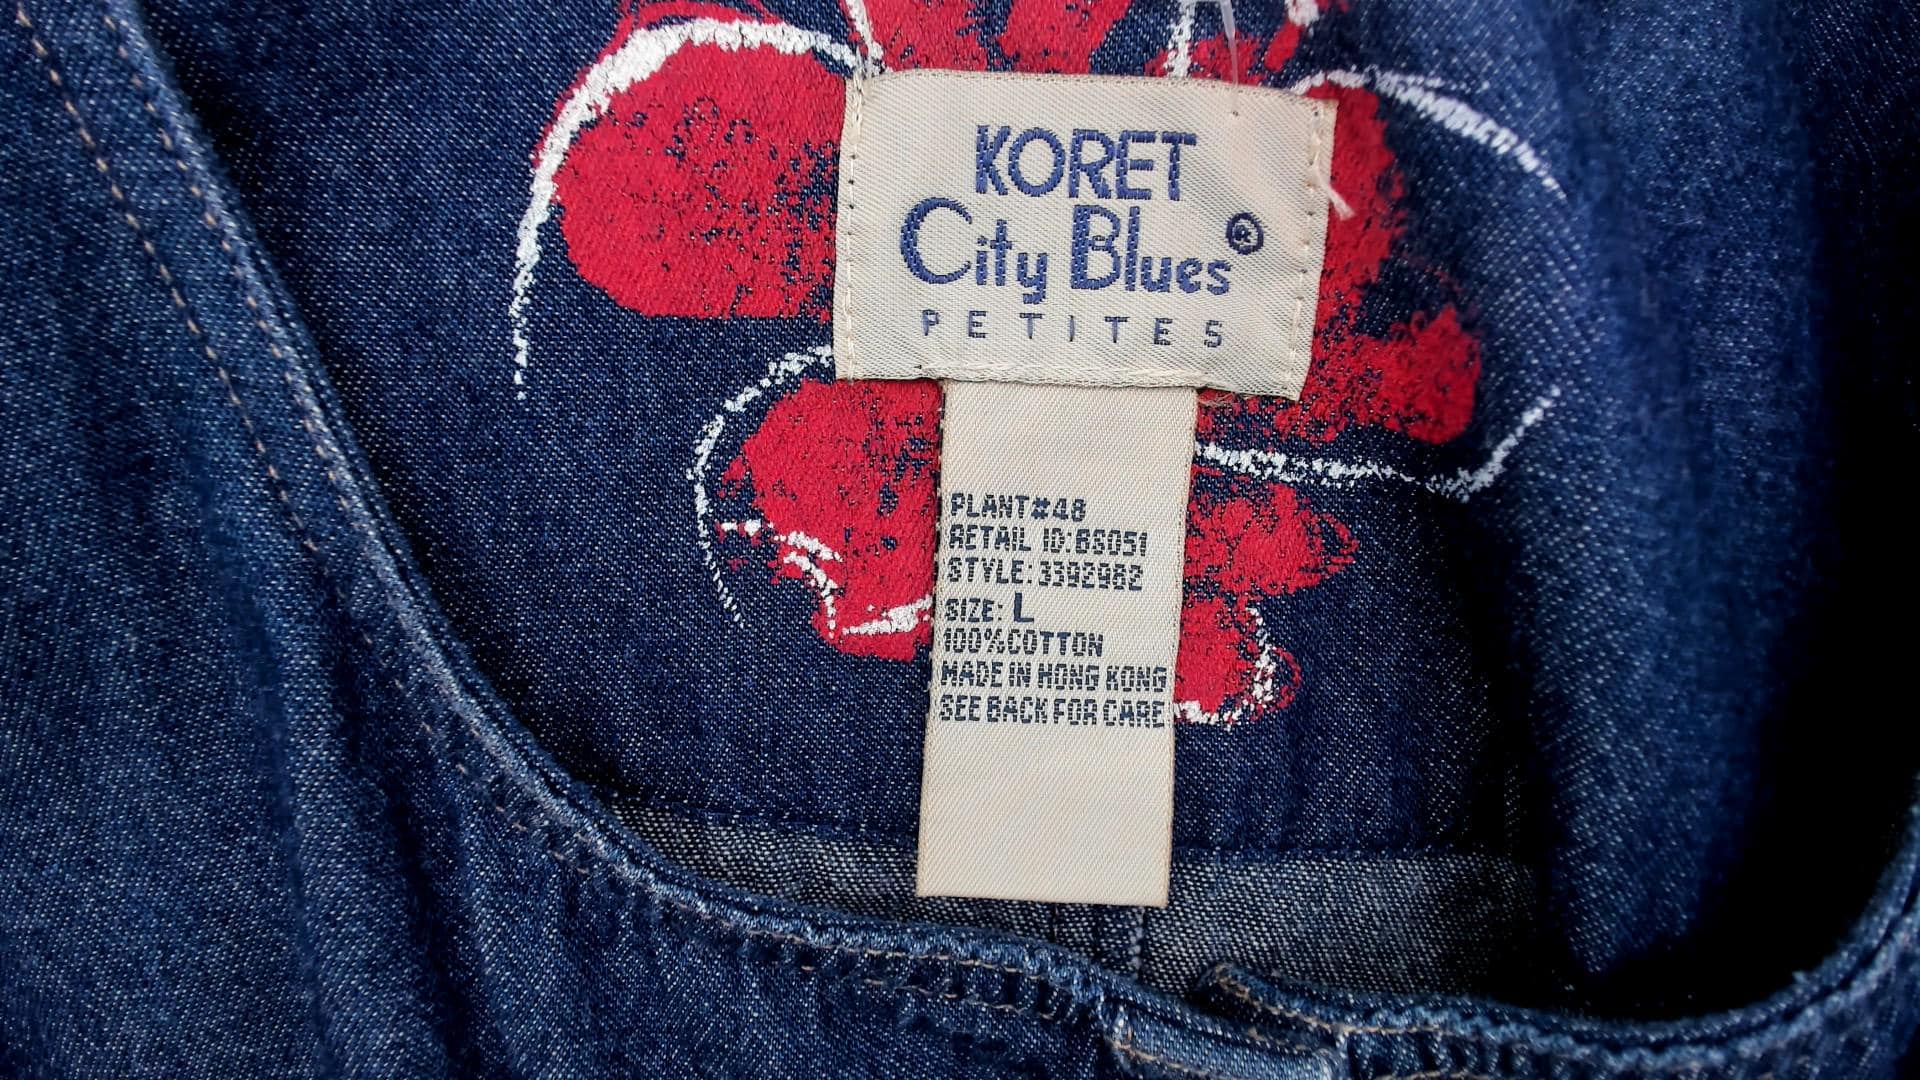 KORET
City Blues®
PETITES
PLANT#48
RETAIL ID:BS051
STYLE:3392982
SIZE: L
100%COTTON
MADE IN HONG KONG
SEE BACK FOR CARE